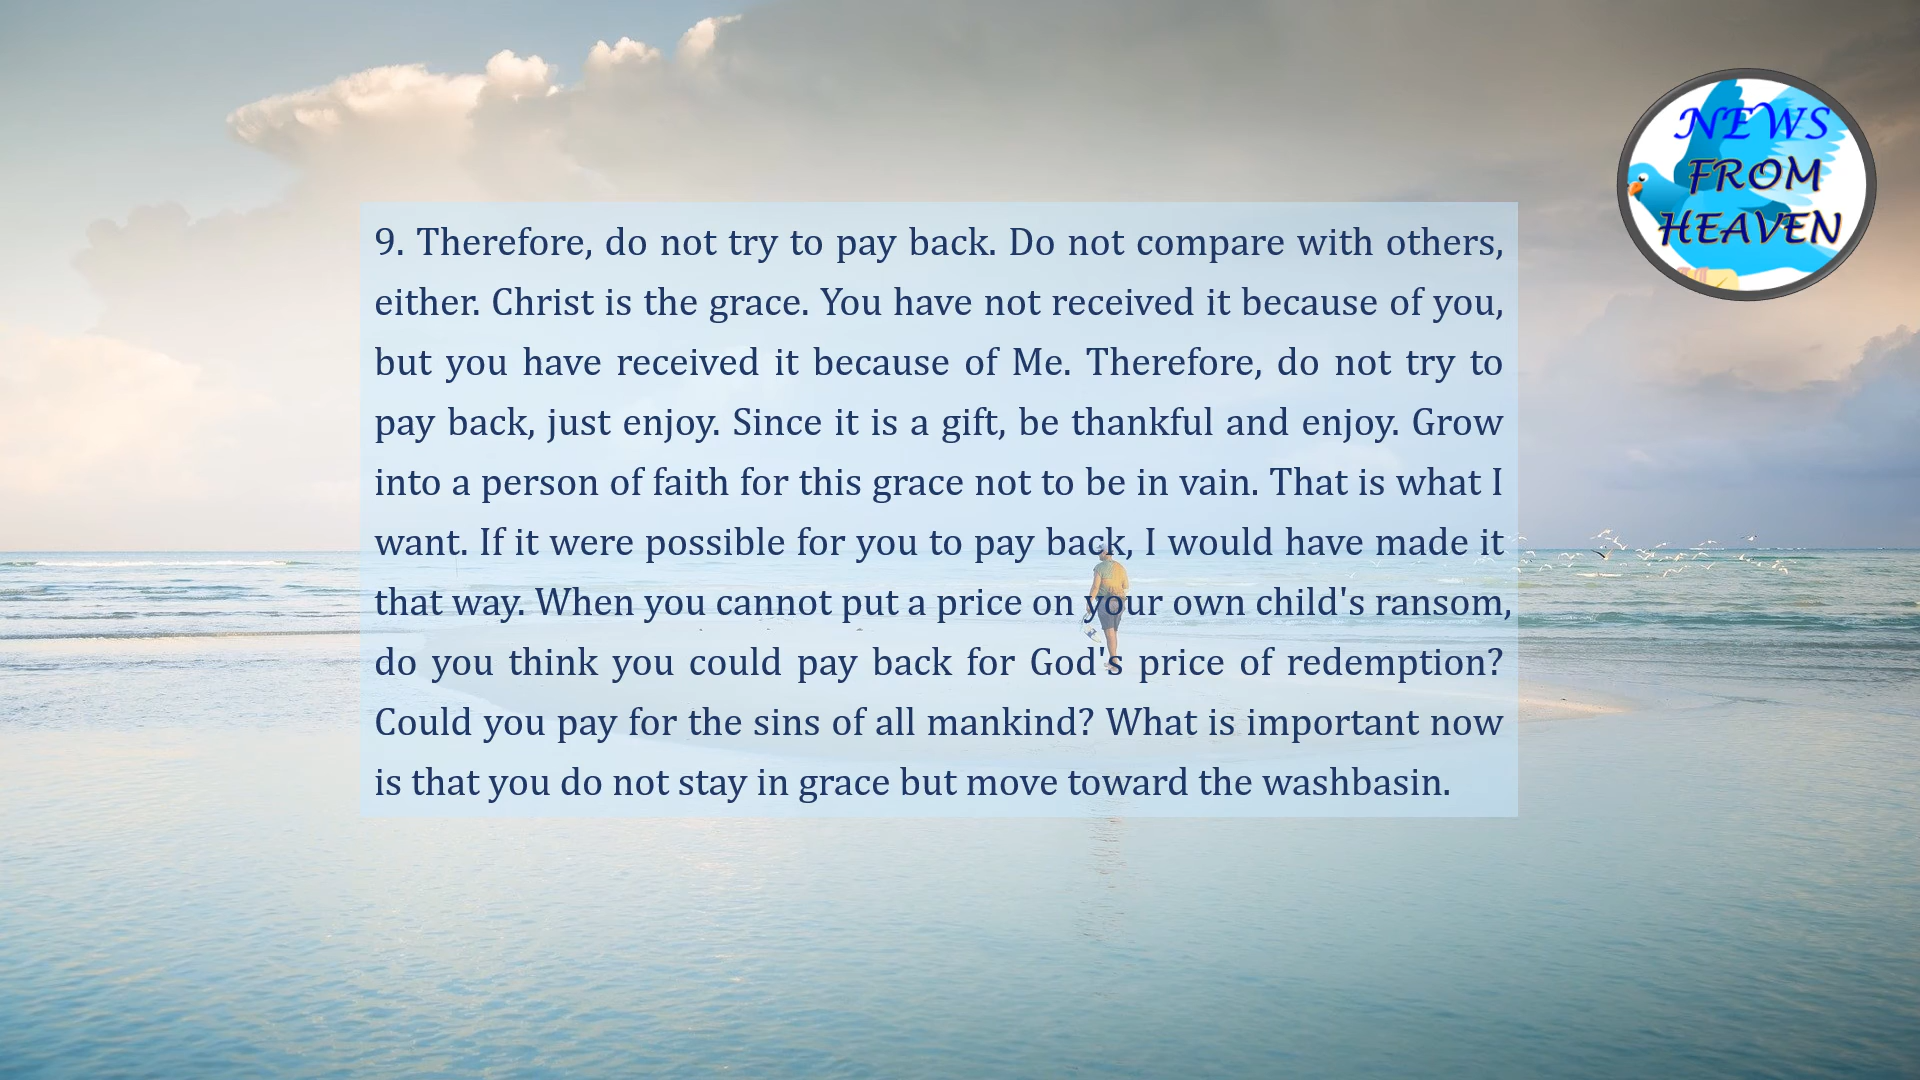 NEWS
FROM
HEAVEN
9. Therefore, do not try to pay back. Do not compare with others,
either. Christ is the grace. You have not received it because of you,
but you have received it because of Me. Therefore, do not try to
pay back, just enjoy. Since it is a gift, be thankful and enjoy. Grow
into a person of faith for this grace not to be in vain. That is what I
want. If it were possible for you to pay back, I would have made it
that way. When you cannot put a price on your own child's ransom,
do you think you could pay back for God's price of redemption?
Could you pay for the sins of all mankind? What is important now
is that you do not stay in grace but move toward the washbasin.